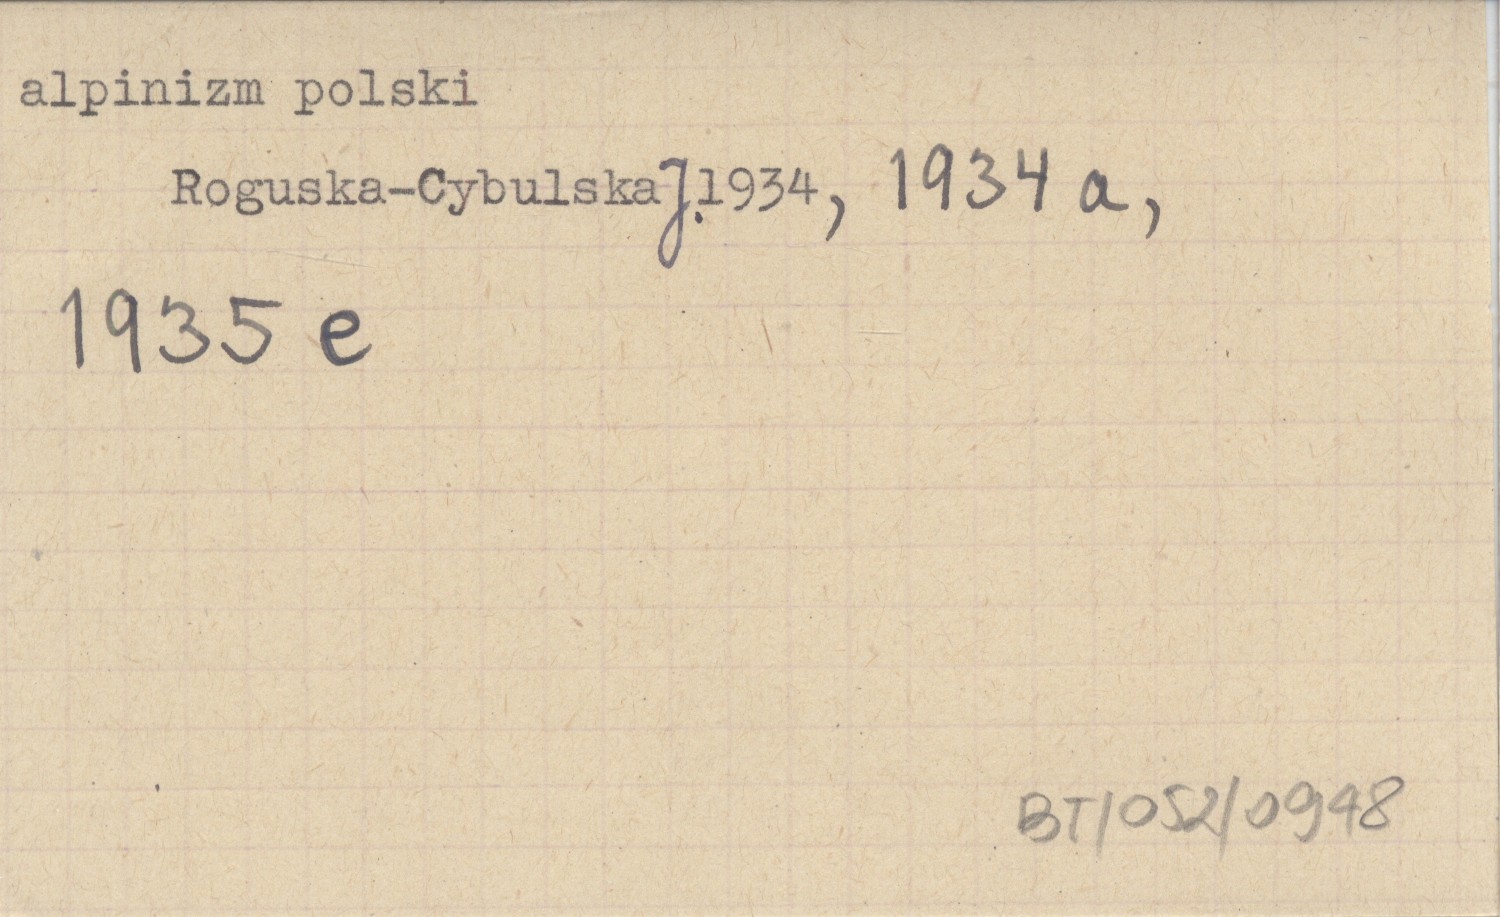 alpinizm polski
Roguska-Cybulska J. 1934, 1934 a,
1935 e
BT/052/0948